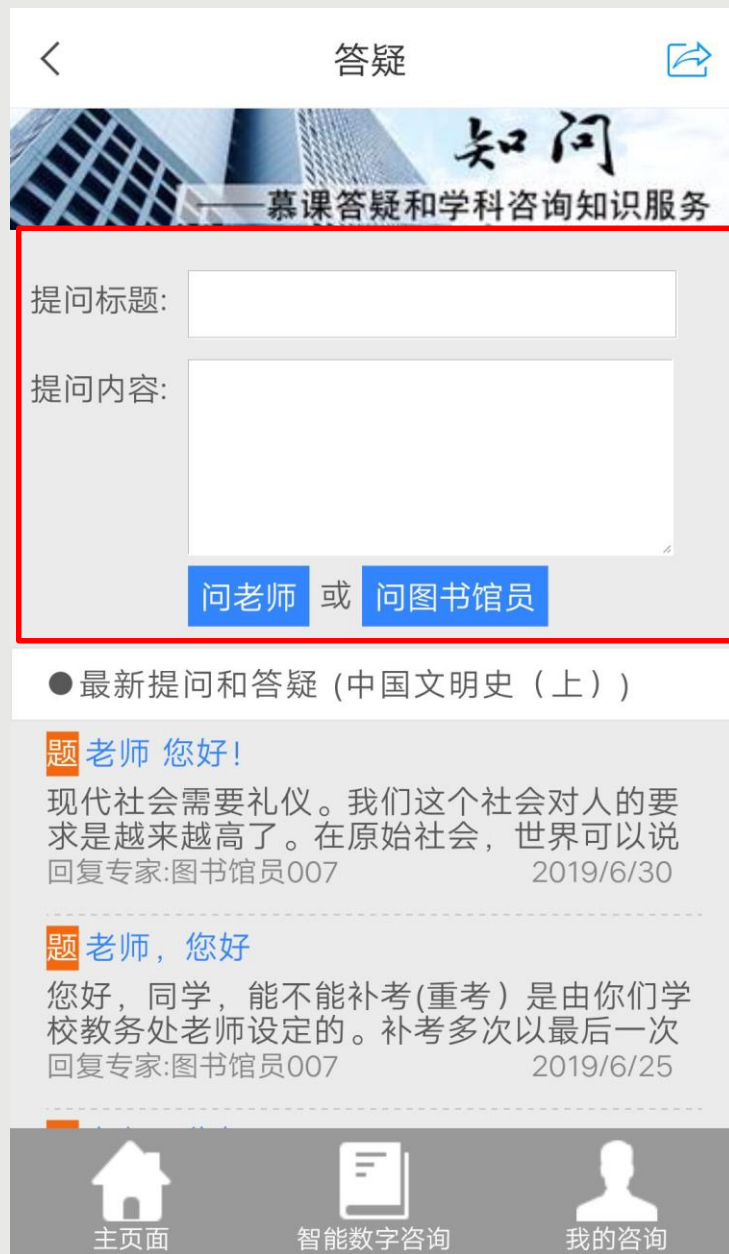 答疑
知问
——慕课答疑和学科咨询知识服务
提问标题:
提问内容:
问老师 或 问图书馆员
●最新提问和答疑 (中国文明史（上）)
题 老师 您好!
现代社会需要礼仪。我们这个社会对人的要
求是越来越高了。在原始社会，世界可以说
回复专家:图书馆员007 2019/6/30
题 老师，您好
您好，同学，能不能补考(重考）是由你们学
校教务处老师设定的。补考多次以最后一次
回复专家:图书馆员007 2019/6/25
主页面 智能数字咨询 我的咨询